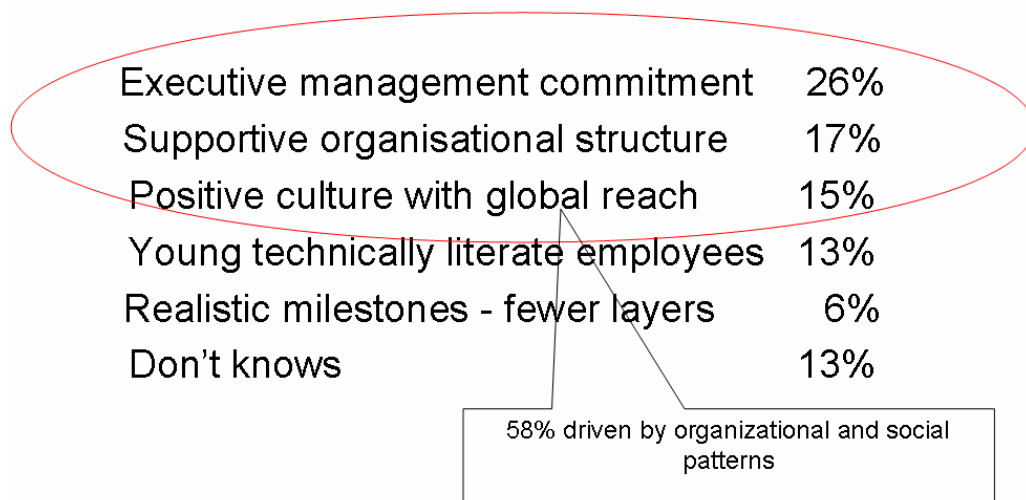 Executive management commitment 26%
Supportive organisational structure 17%
Positive culture with global reach 15%
Young technically literate employees 13%
Realistic milestones - fewer layers 6%
Don't knows 13%
58% driven by organizational and social
patterns